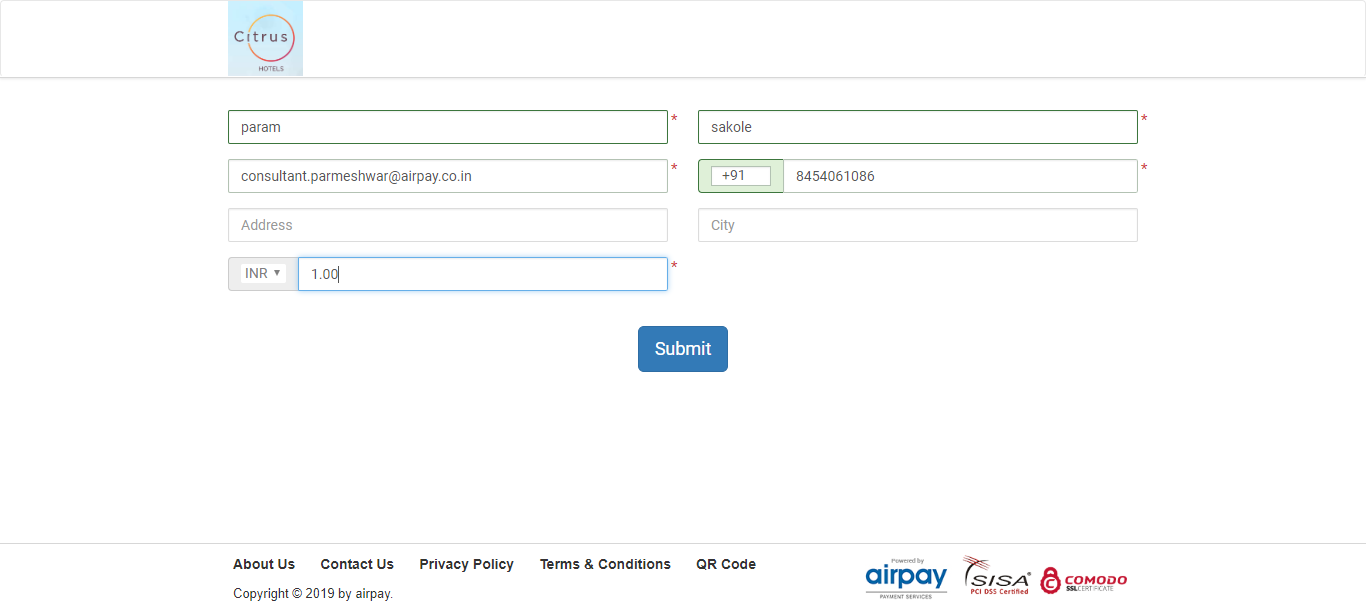 Citrus
HOTELS
param * sakole *
consultant.parmeshwar@airpay.co.in * +91 8454061086 *
Address City
INR ▼ 1.00 *
Submit
About Us Contact Us Privacy Policy Terms & Conditions QR Code
Copyright © 2019 by airpay.
Powered by
airpay
PAYMENT SERVICES
SISA
PCI DSS Certified
COMODO
SSL CERTIFICATE